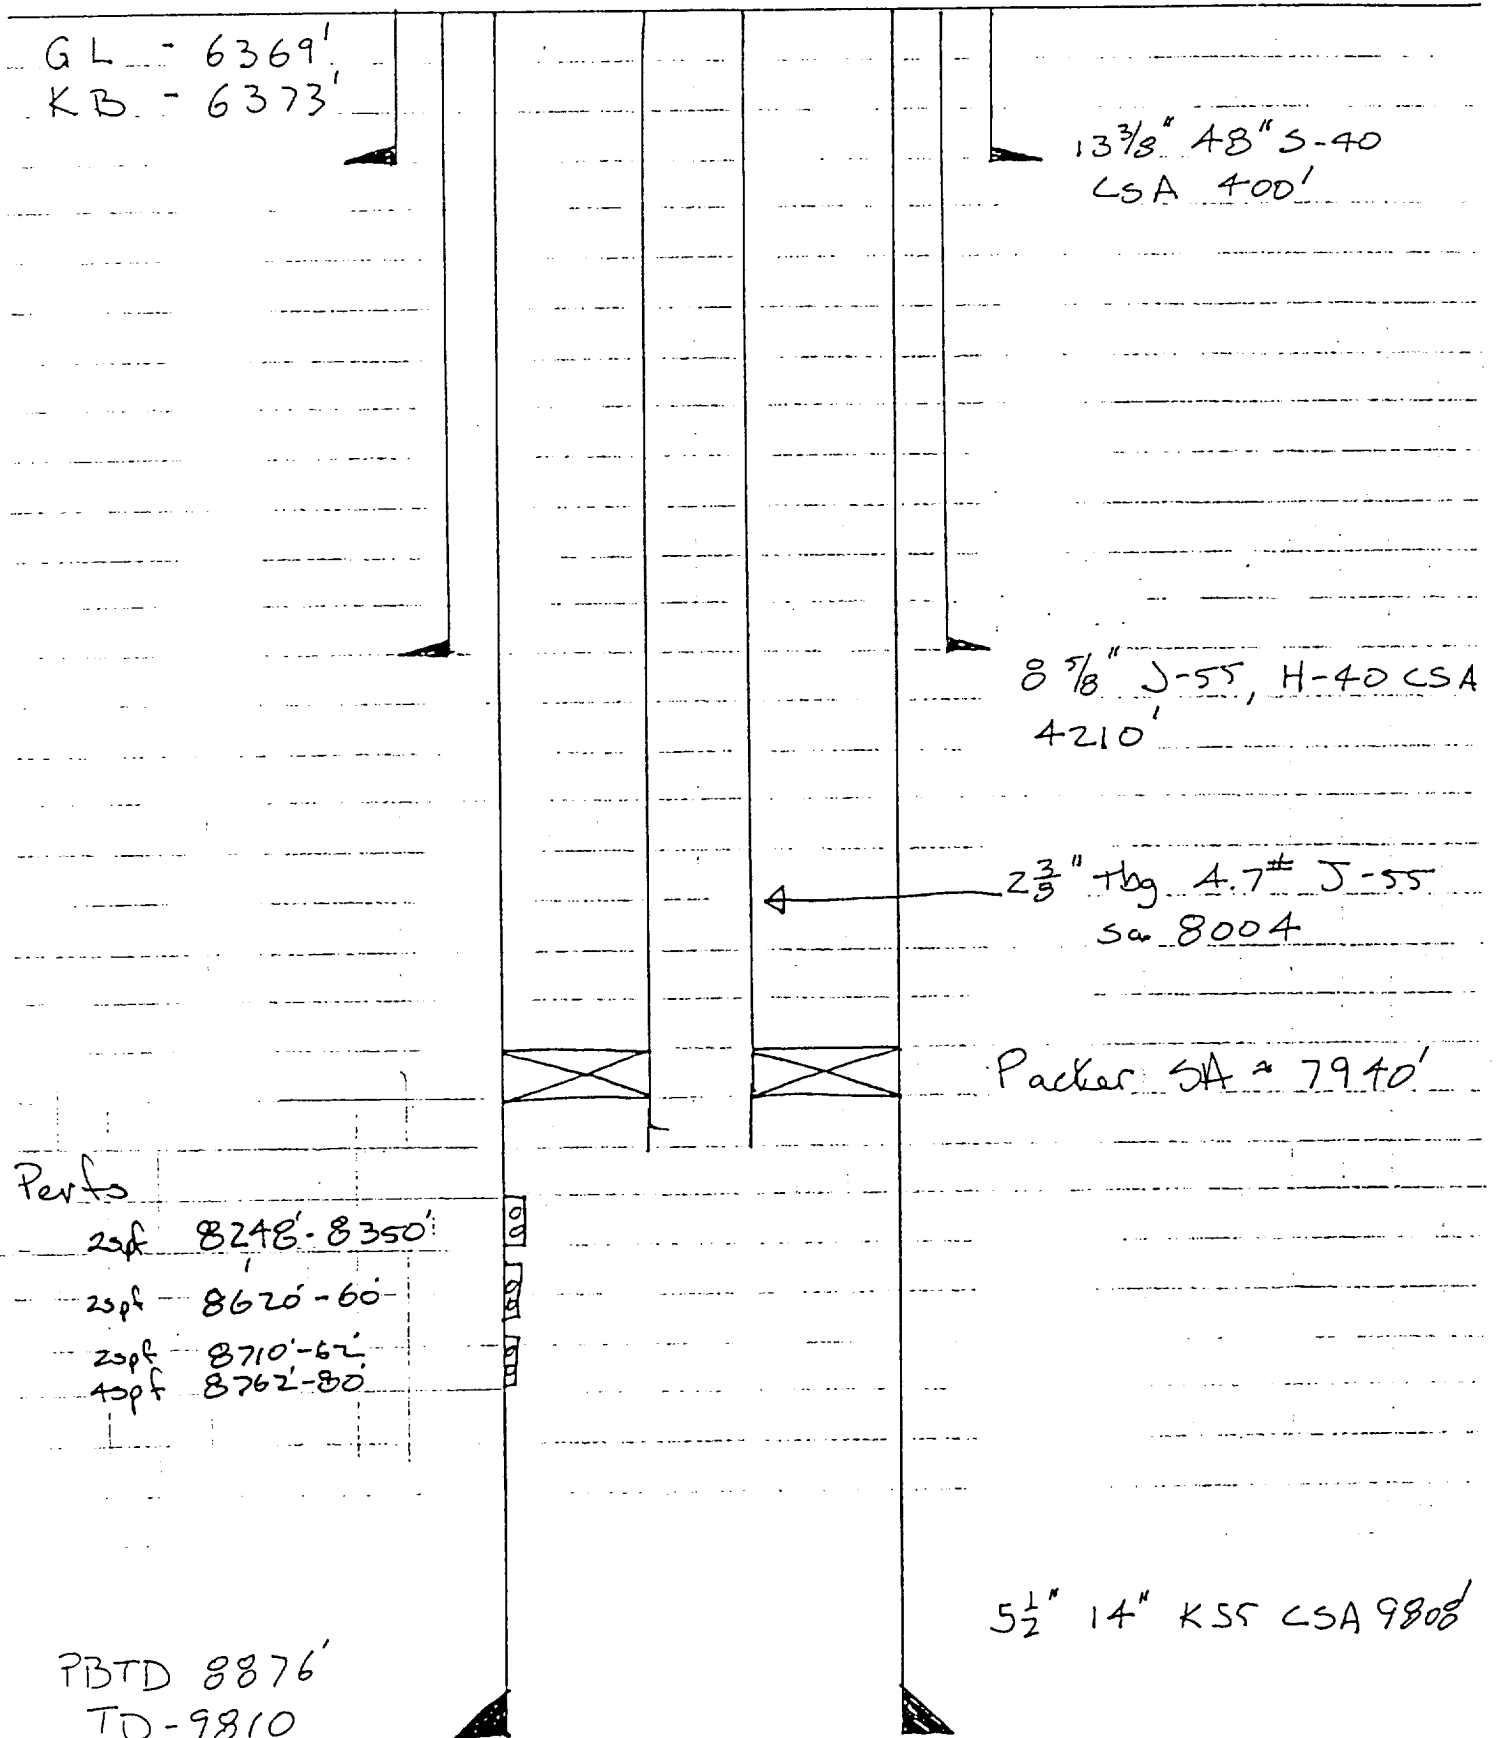 GL - 6369'
KB - 6373'
13 3/8" 48" S-40
CSA 400'
8 5/8" J-55, H-40 CSA
4210'
2 3/8" Tbg 4.7# J-55
sa 8004
Packer SA ≈ 7940'
Perfs
2spf 8248'-8350'
2spf 8620'-60'
2spf 8710'-62'
4spf 8762'-80'
5 1/2" 14" K55 CSA 9808'
PBTD 8876'
TD-9810